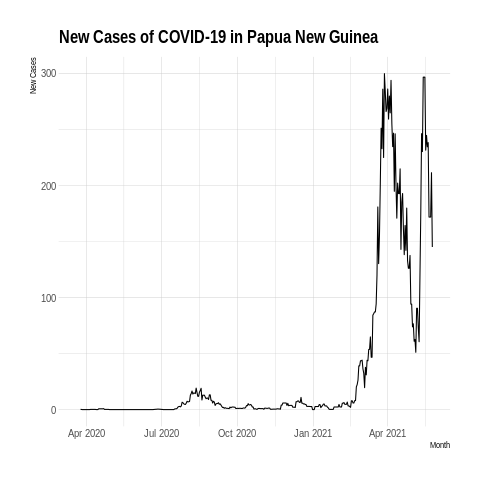 New Cases of COVID-19 in Papua New Guinea
New Cases
300
200
100
0
Apr 2020 Jul 2020 Oct 2020 Jan 2021 Apr 2021
Month